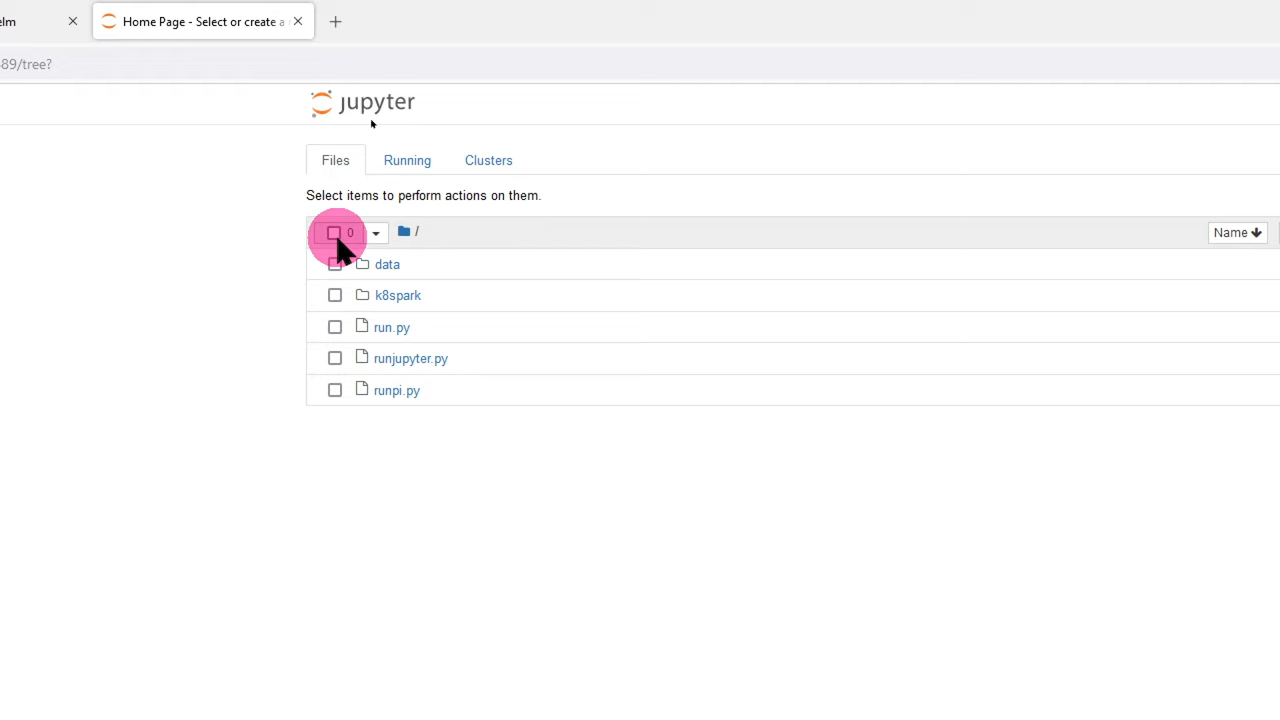 elm
Home Page - Select or create a
89/tree?
jupyter
Files Running Clusters
Select items to perform actions on them.
0 / Name
data
k8spark
run.py
runjupyter.py
runpi.py